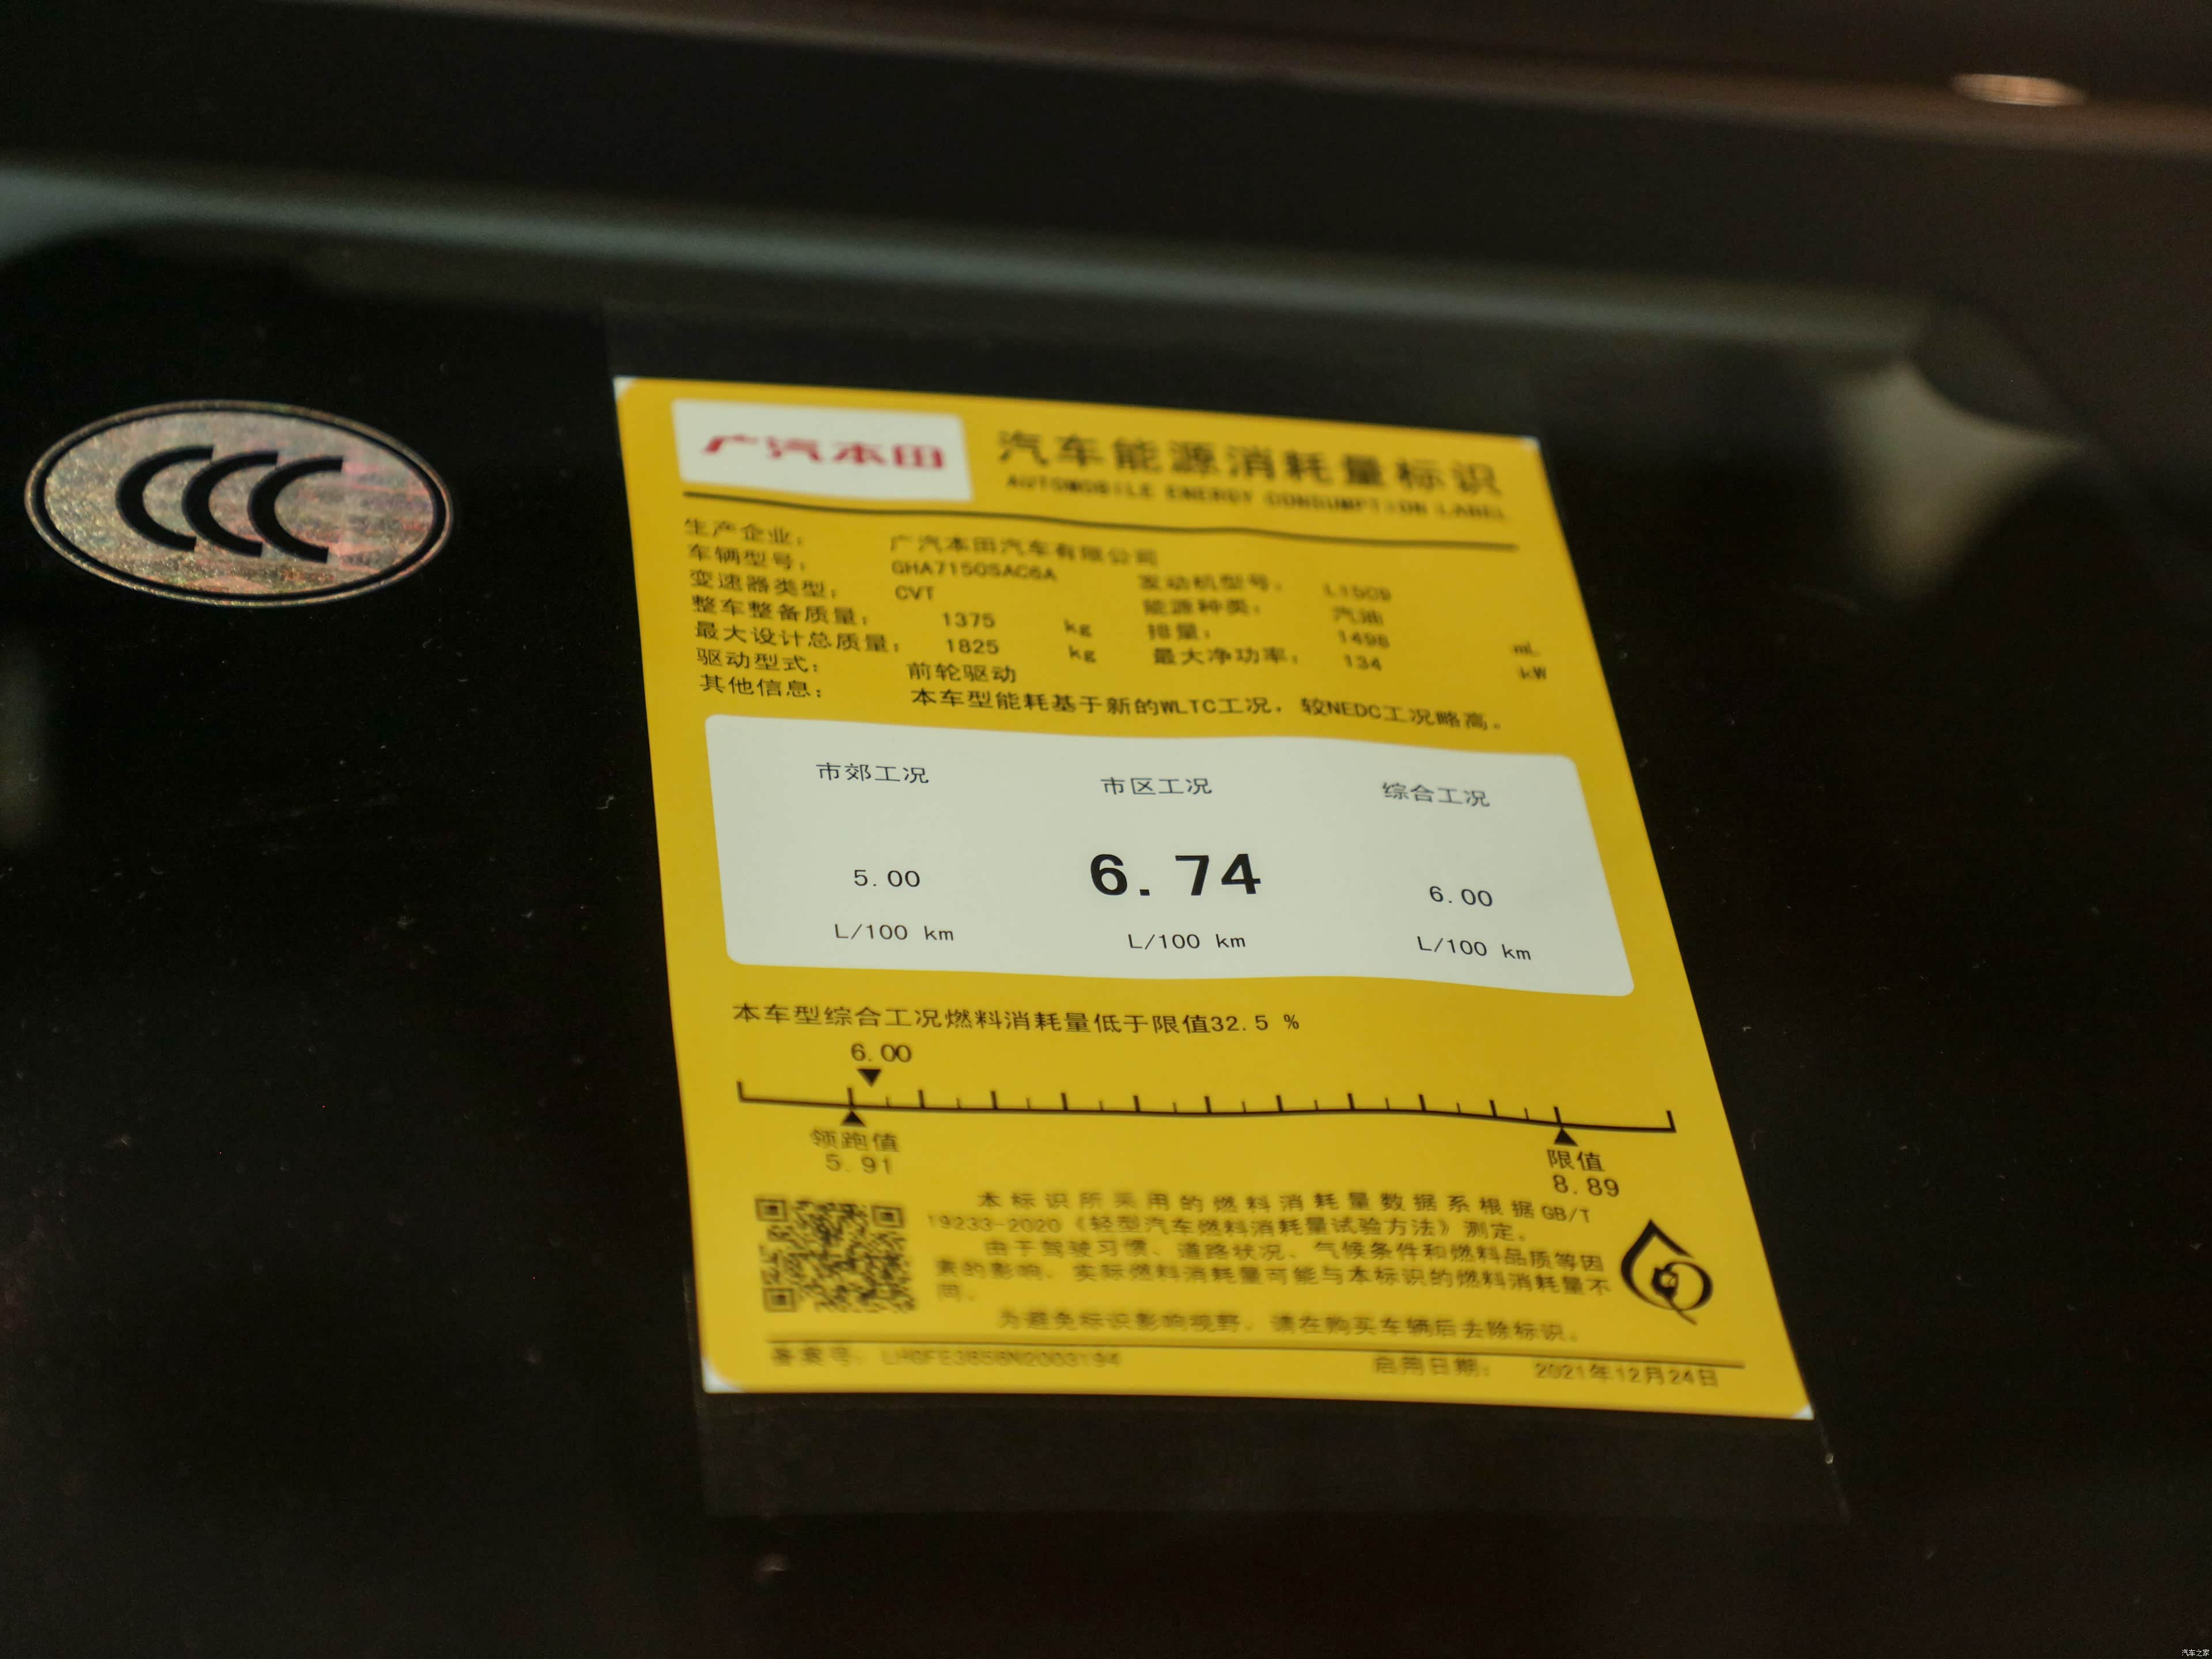 CCC
广汽本田
汽车能源消耗量标识
AUTOMOBILE ENERGY CONSUMPTION LABEL
生产企业： 广汽本田汽车有限公司
车辆型号： GHA7150SAC6A 发动机型号：
变速器类型： CVT 能源种类： 汽油
整车整备质量： 1375 kg 排量： 1498 mL
最大设计总质量： 1825 kg 最大净功率： 134 kW
驱动型式： 前轮驱动
其他信息： 本车型能耗基于新的WLTC工况，较NEDC工况略高。
市郊工况 市区工况 综合工况
5.00 6.74 6.00
L/100 km L/100 km L/100 km
本车型综合工况燃料消耗量低于限值32.5 %
6.00
领跑值 限值
5.91 8.89
本标识所采用的燃料消耗量数据系根据GB/T
19233-2020《轻型汽车燃料消耗量试验方法》测定。
由于驾驶习惯、道路状况、气候条件和燃料品质等因
素的影响，实际燃料消耗量可能与本标识的燃料消耗量不
同。
为避免标识影响视野，请在购买车辆后去除标识。
备案号： 启用日期： 2021年12月24日
汽车之家